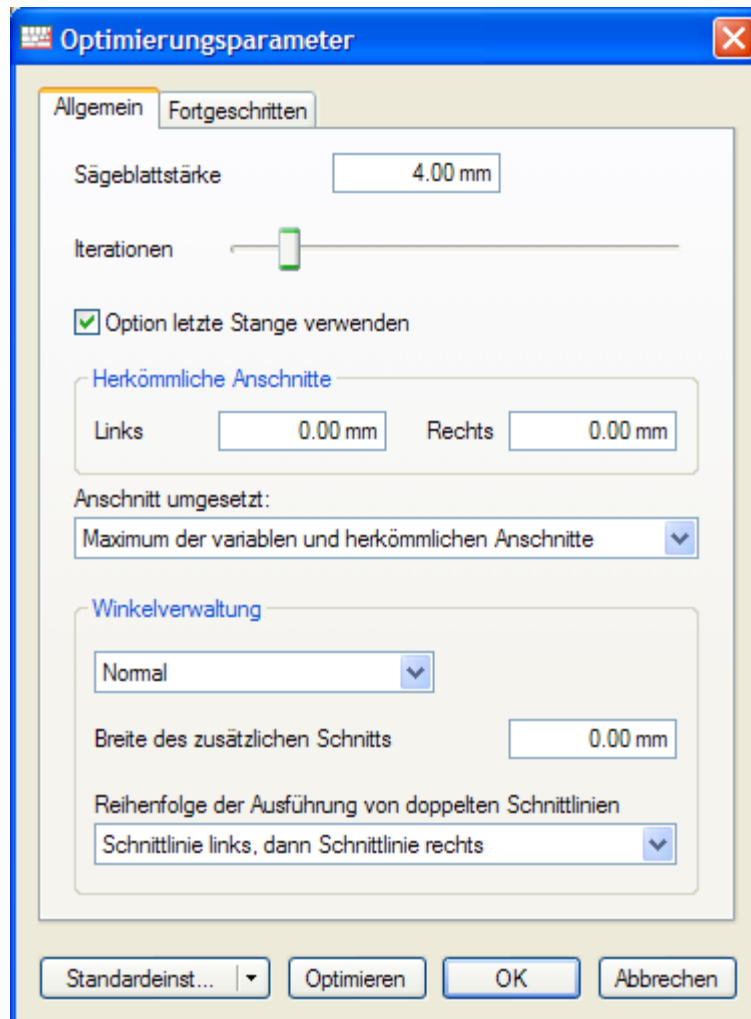 Optimierungsparameter
Allgemein Fortgeschritten
Sägeblattstärke 4.00 mm
Iterationen
Option letzte Stange verwenden
Herkömmliche Anschnitte
Links 0.00 mm Rechts 0.00 mm
Anschnitt umgesetzt:
Maximum der variablen und herkömmlichen Anschnitte
Winkelverwaltung
Normal
Breite des zusätzlichen Schnitts 0.00 mm
Reihenfolge der Ausführung von doppelten Schnittlinien
Schnittlinie links, dann Schnittlinie rechts
Standardeinst... Optimieren OK Abbrechen